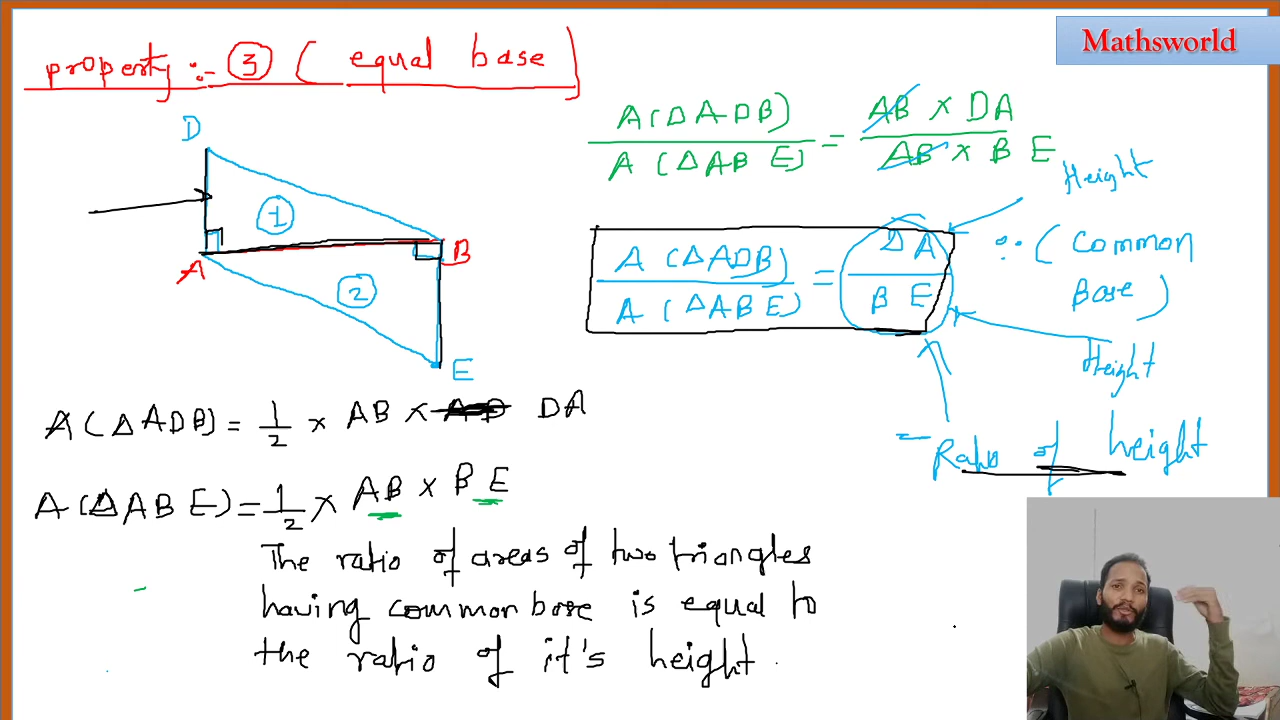 Mathsworld
property :- ③ ( equal base )
D
①
A
B
②
E
A(△ADB) / A(△ABE) = AB × DA / AB × BE
Height
A(△ADB) / A(△ABE) = DA / BE ∵ ( Common Base )
Height
= Ratio of height
A(△ADB) = 1/2 × AB × AD DA
A(△ABE) = 1/2 × AB × BE
The ratio of areas of two triangles
having common base is equal to
the ratio of it's height.